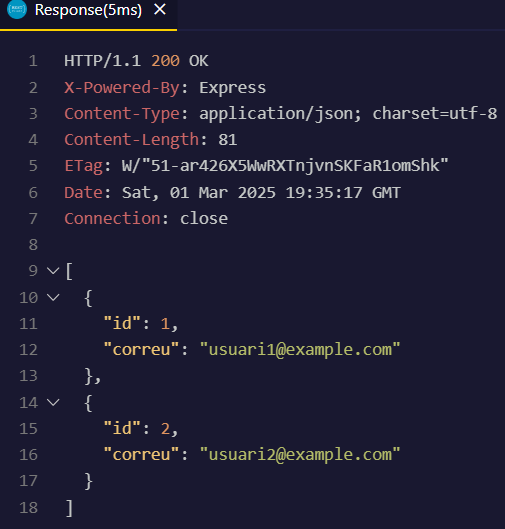 Response(5ms) ×
1 HTTP/1.1 200 OK
2 X-Powered-By: Express
3 Content-Type: application/json; charset=utf-8
4 Content-Length: 81
5 ETag: W/"51-ar426X5WwRXTnjvnSKFaR1omShk"
6 Date: Sat, 01 Mar 2025 19:35:17 GMT
7 Connection: close
8
9 [
10 {
11 "id": 1,
12 "correu": "usuari1@example.com"
13 },
14 {
15 "id": 2,
16 "correu": "usuari2@example.com"
17 }
18 ]